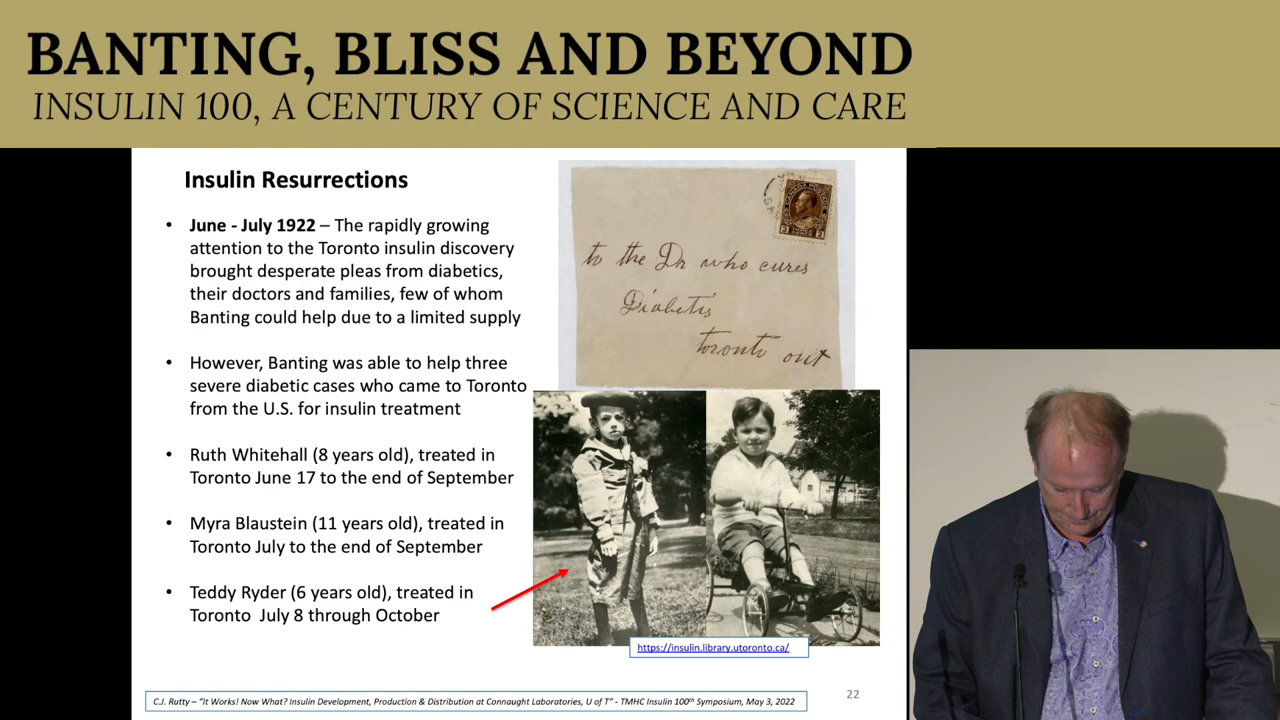 BANTING, BLISS AND BEYOND
INSULIN 100, A CENTURY OF SCIENCE AND CARE
Insulin Resurrections
• June - July 1922 – The rapidly growing
attention to the Toronto insulin discovery
brought desperate pleas from diabetics,
their doctors and families, few of whom
Banting could help due to a limited supply
• However, Banting was able to help three
severe diabetic cases who came to Toronto
from the U.S. for insulin treatment
• Ruth Whitehall (8 years old), treated in
Toronto June 17 to the end of September
• Myra Blaustein (11 years old), treated in
Toronto July to the end of September
• Teddy Ryder (6 years old), treated in
Toronto  July 8 through October
CANADA POSTAGE
3 3
to the Dr who cures
Diabetis
toronto ont
https://insulin.library.utoronto.ca/
C.J. Rutty – "It Works! Now What? Insulin Development, Production & Distribution at Connaught Laboratories, U of T" - TMHC Insulin 100th Symposium, May 3, 2022
22